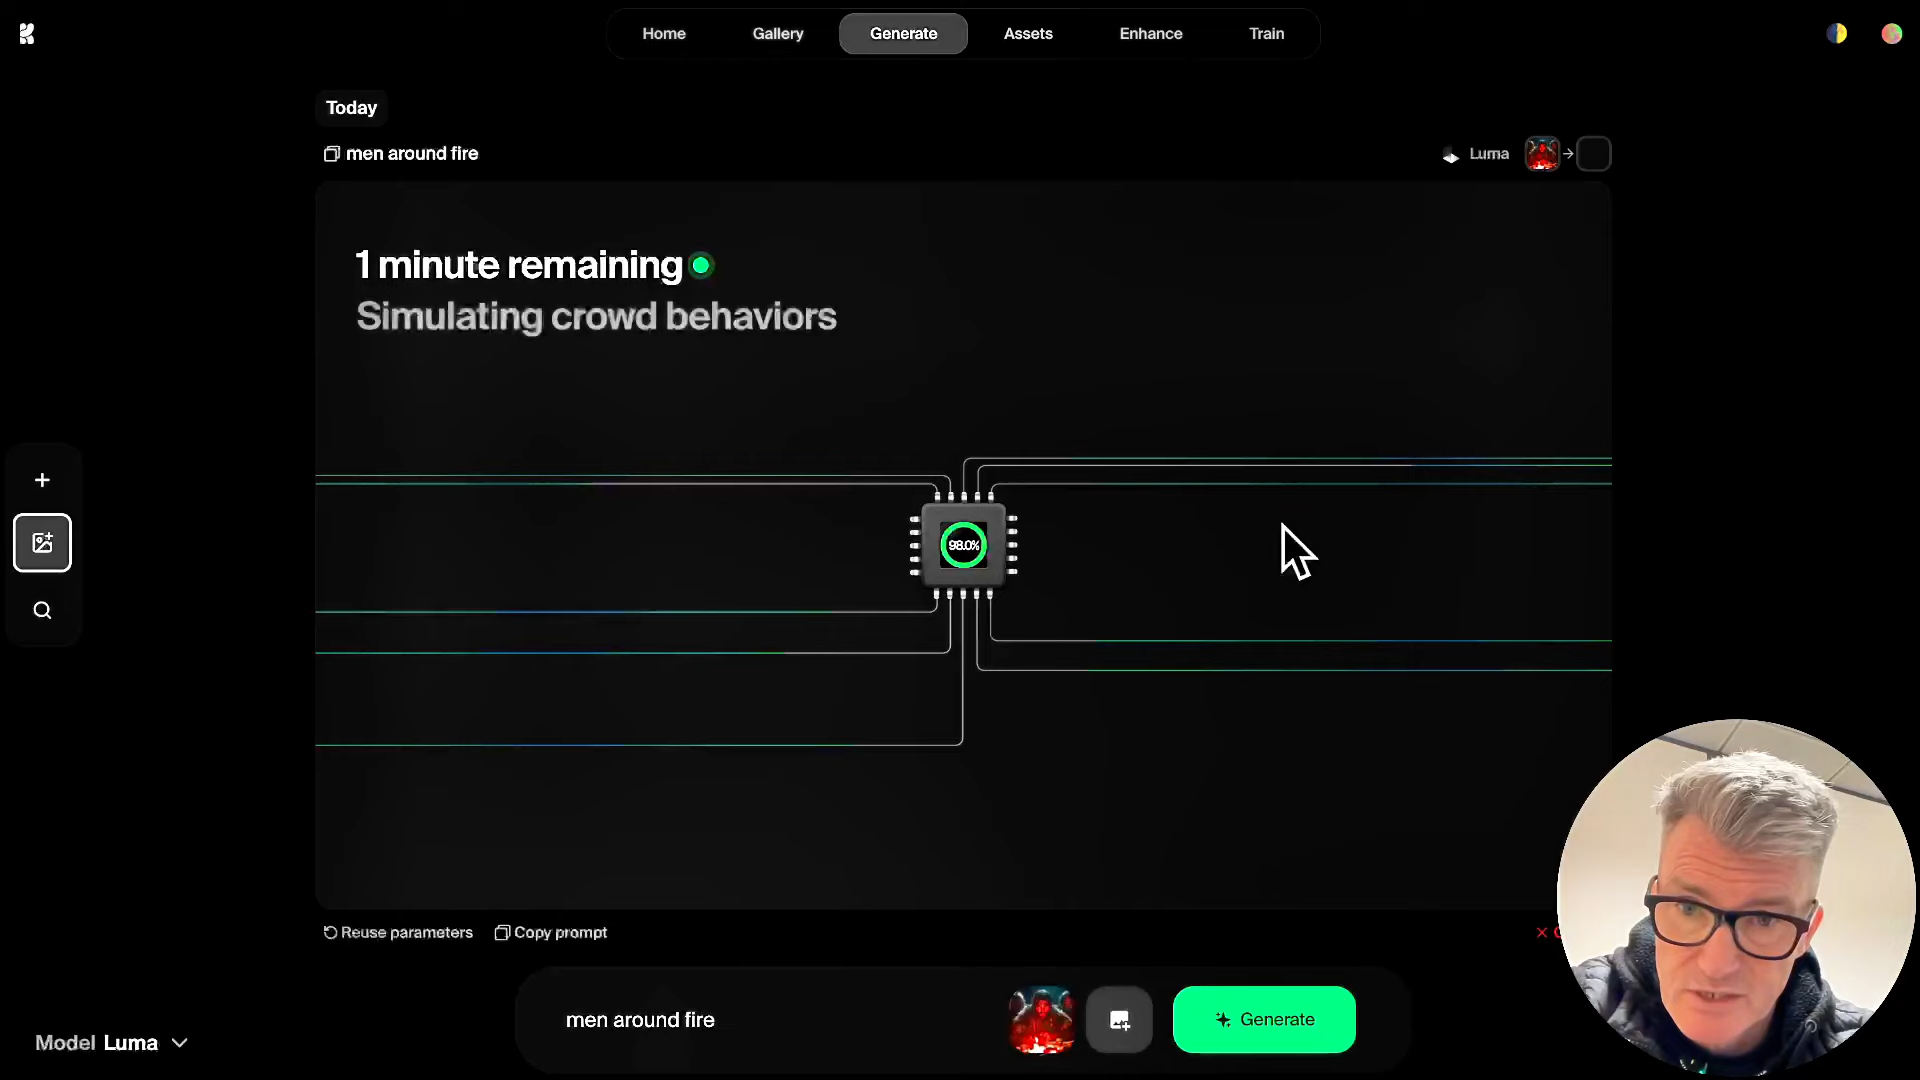 Home
Gallery
Generate
Assets
Enhance
Train
Today
men around fire
Luma
1 minute remaining
Simulating crowd behaviors
98.0%
Reuse parameters
Copy prompt
men around fire
Generate
Model Luma